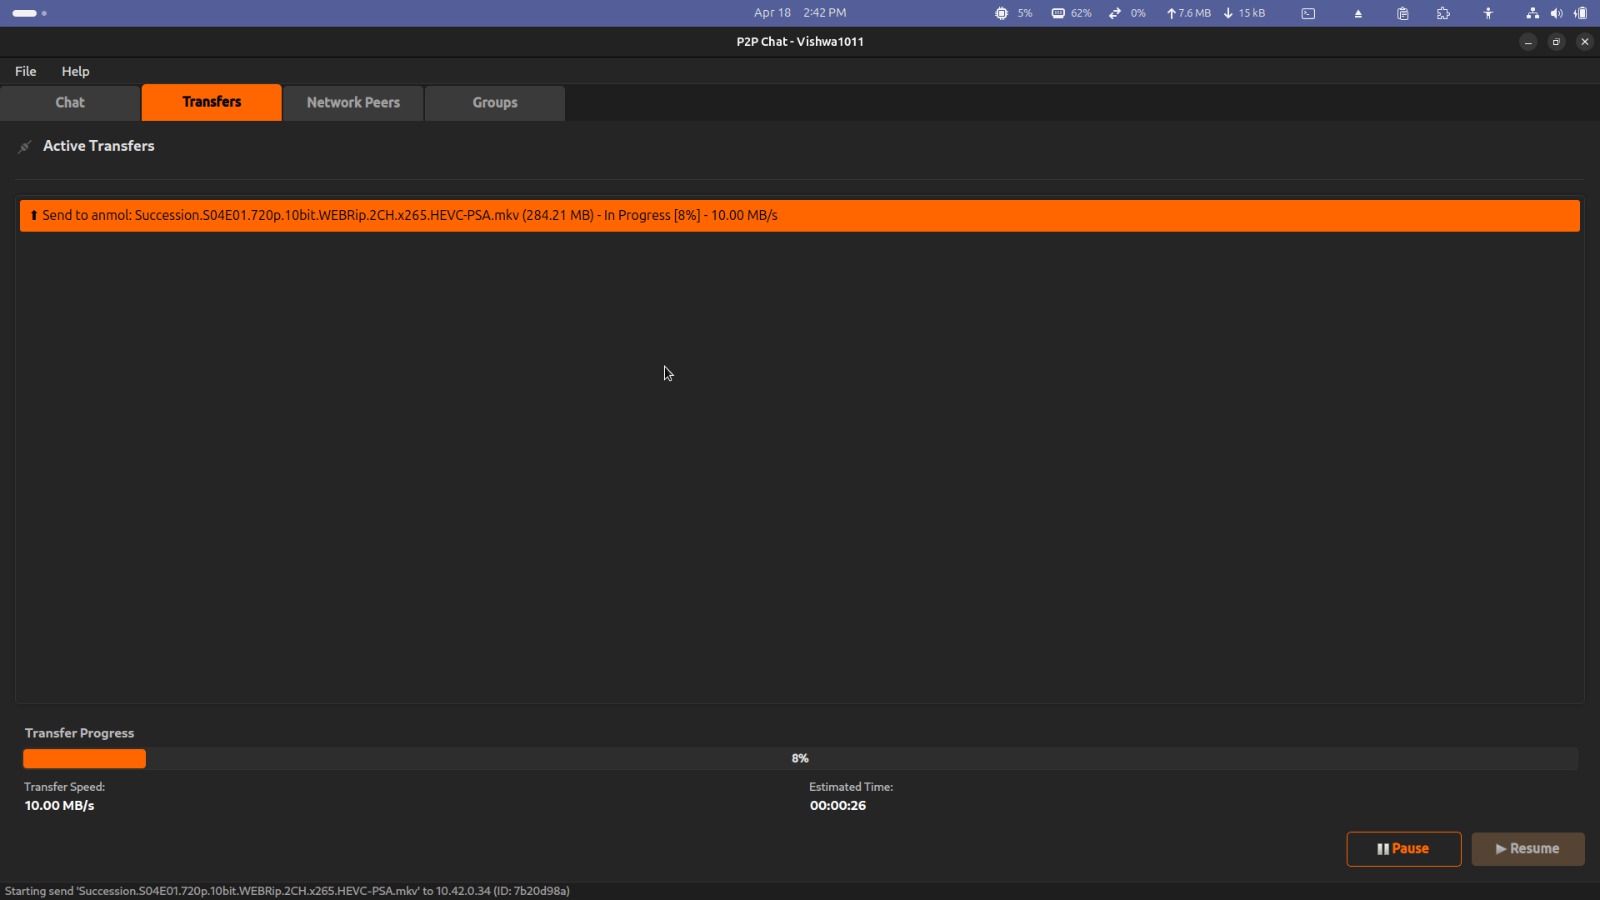 Apr 18 2:42 PM 5% 62% 0% ↑7.6 MB ↓ 15 kB
P2P Chat - Vishwa1011
File Help
Chat Transfers Network Peers Groups
Active Transfers
⬆ Send to anmol: Succession.S04E01.720p.10bit.WEBRip.2CH.x265.HEVC-PSA.mkv (284.21 MB) - In Progress [8%] - 10.00 MB/s
Transfer Progress
8%
Transfer Speed: Estimated Time:
10.00 MB/s 00:00:26
Pause Resume
Starting send 'Succession.S04E01.720p.10bit.WEBRip.2CH.x265.HEVC-PSA.mkv' to 10.42.0.34 (ID: 7b20d98a)